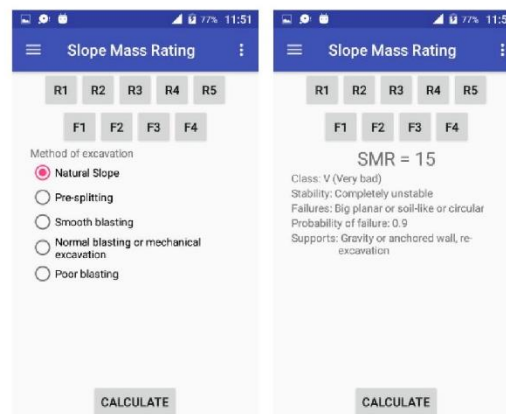 77% 11:51
Slope Mass Rating
R1 R2 R3 R4 R5
F1 F2 F3 F4
Method of excavation
Natural Slope
Pre-splitting
Smooth blasting
Normal blasting or mechanical
excavation
Poor blasting
CALCULATE
77% 11:5
Slope Mass Rating
R1 R2 R3 R4 R5
F1 F2 F3 F4
SMR = 15
Class: V (Very bad)
Stability: Completely unstable
Failures: Big planar or soil-like or circular
Probability of failure: 0.9
Supports: Gravity or anchored wall, re-
excavation
CALCULATE